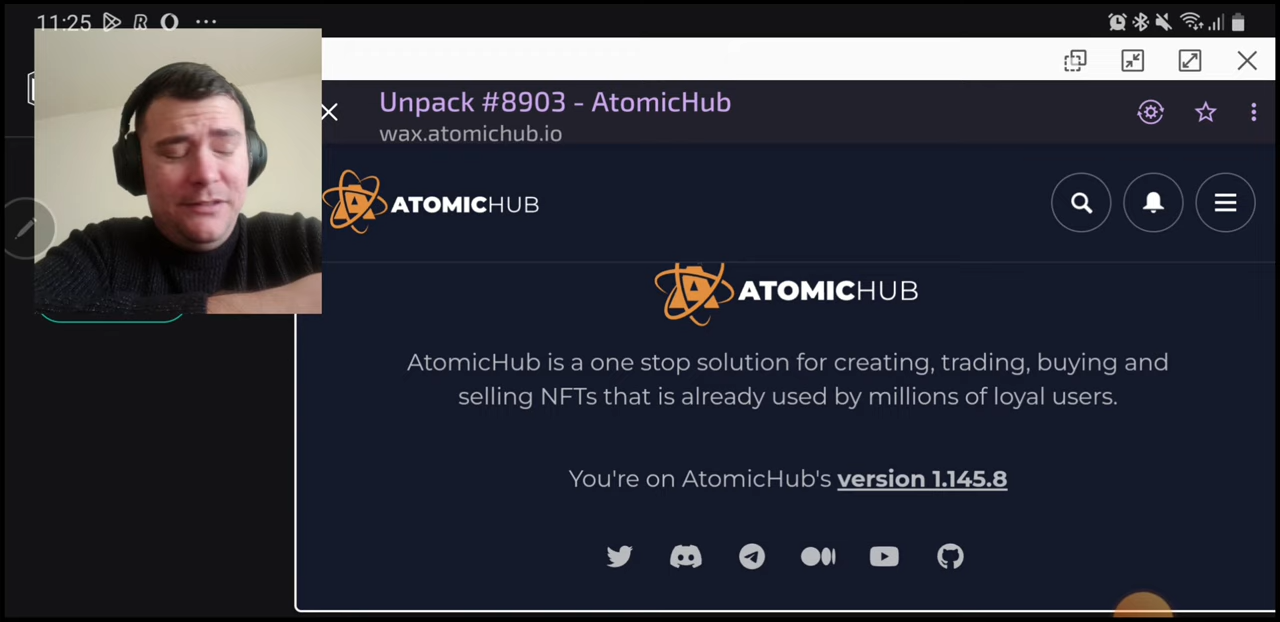 11:25
Unpack #8903 - AtomicHub
wax.atomichub.io
ATOMICHUB
ATOMICHUB
AtomicHub is a one stop solution for creating, trading, buying and
selling NFTs that is already used by millions of loyal users.
You're on AtomicHub's version 1.145.8